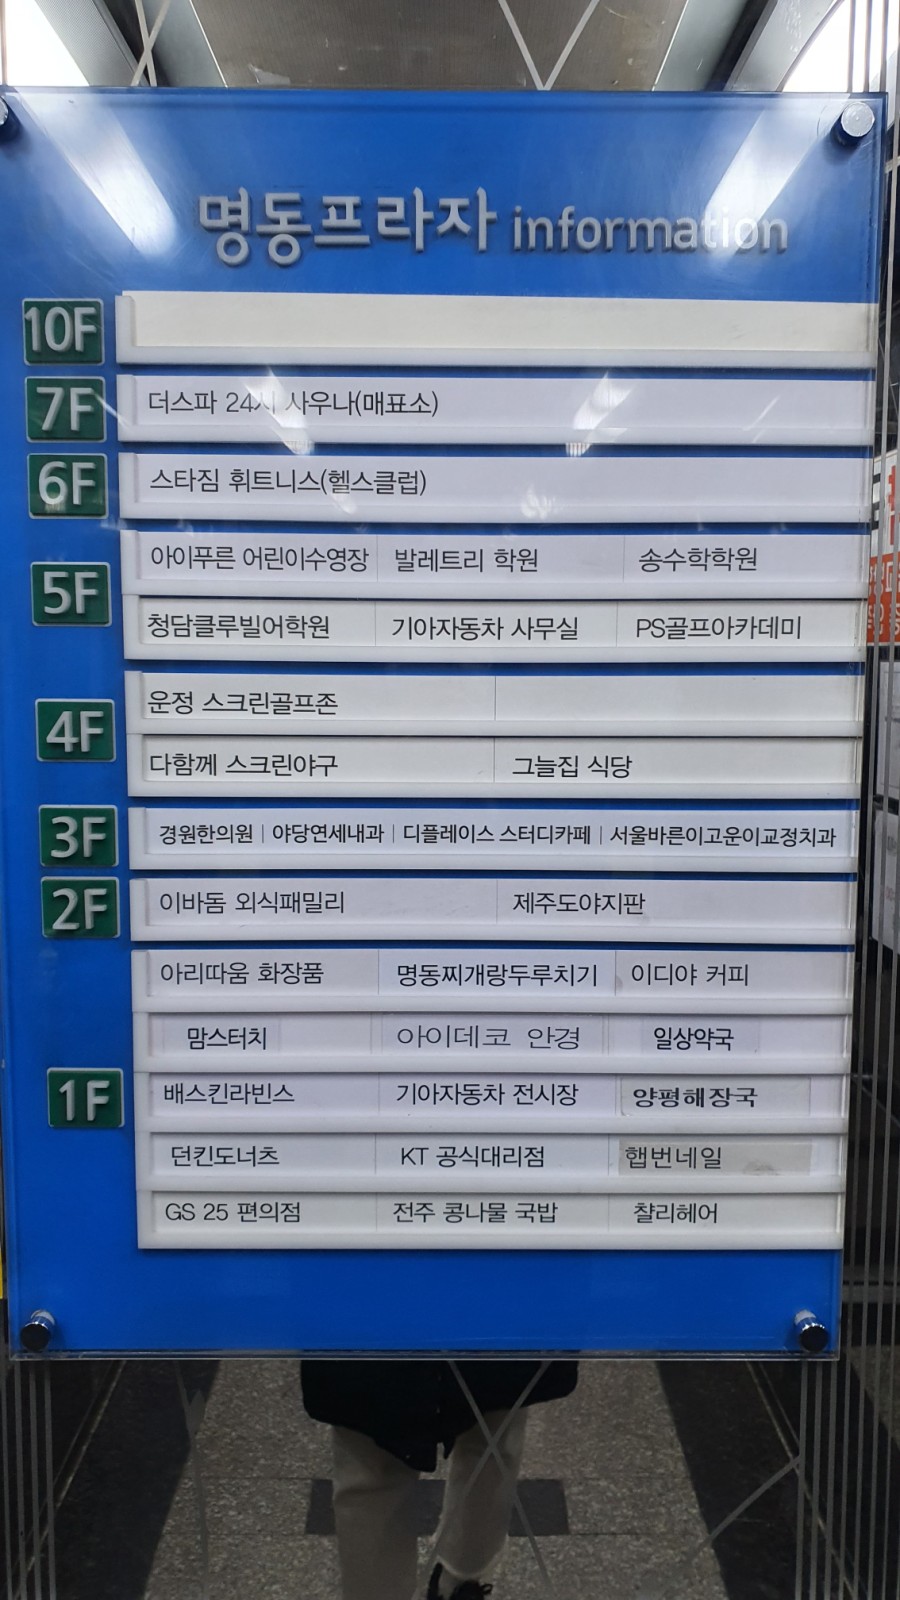 명동프라자 information
10F
7F 더스파 24시 사우나(매표소)
6F 스타짐 휘트니스(헬스클럽)
5F
아이푸른 어린이수영장 발레트리 학원 송수학학원
청담클루빌어학원 기아자동차 사무실 PS골프아카데미
4F
운정 스크린골프존
다함께 스크린야구 그늘집 식당
3F 경원한의원 | 야당연세내과 | 디플레이스 스터디카페 | 서울바른이고운이교정치과
2F 이바돔 외식패밀리 제주도야지판
1F
아리따움 화장품 명동찌개랑두루치기 이디야 커피
맘스터치 아이데코 안경 일상약국
배스킨라빈스 기아자동차 전시장 양평해장국
던킨도너츠 KT 공식대리점 햅번네일
GS 25 편의점 전주 콩나물 국밥 챨리헤어